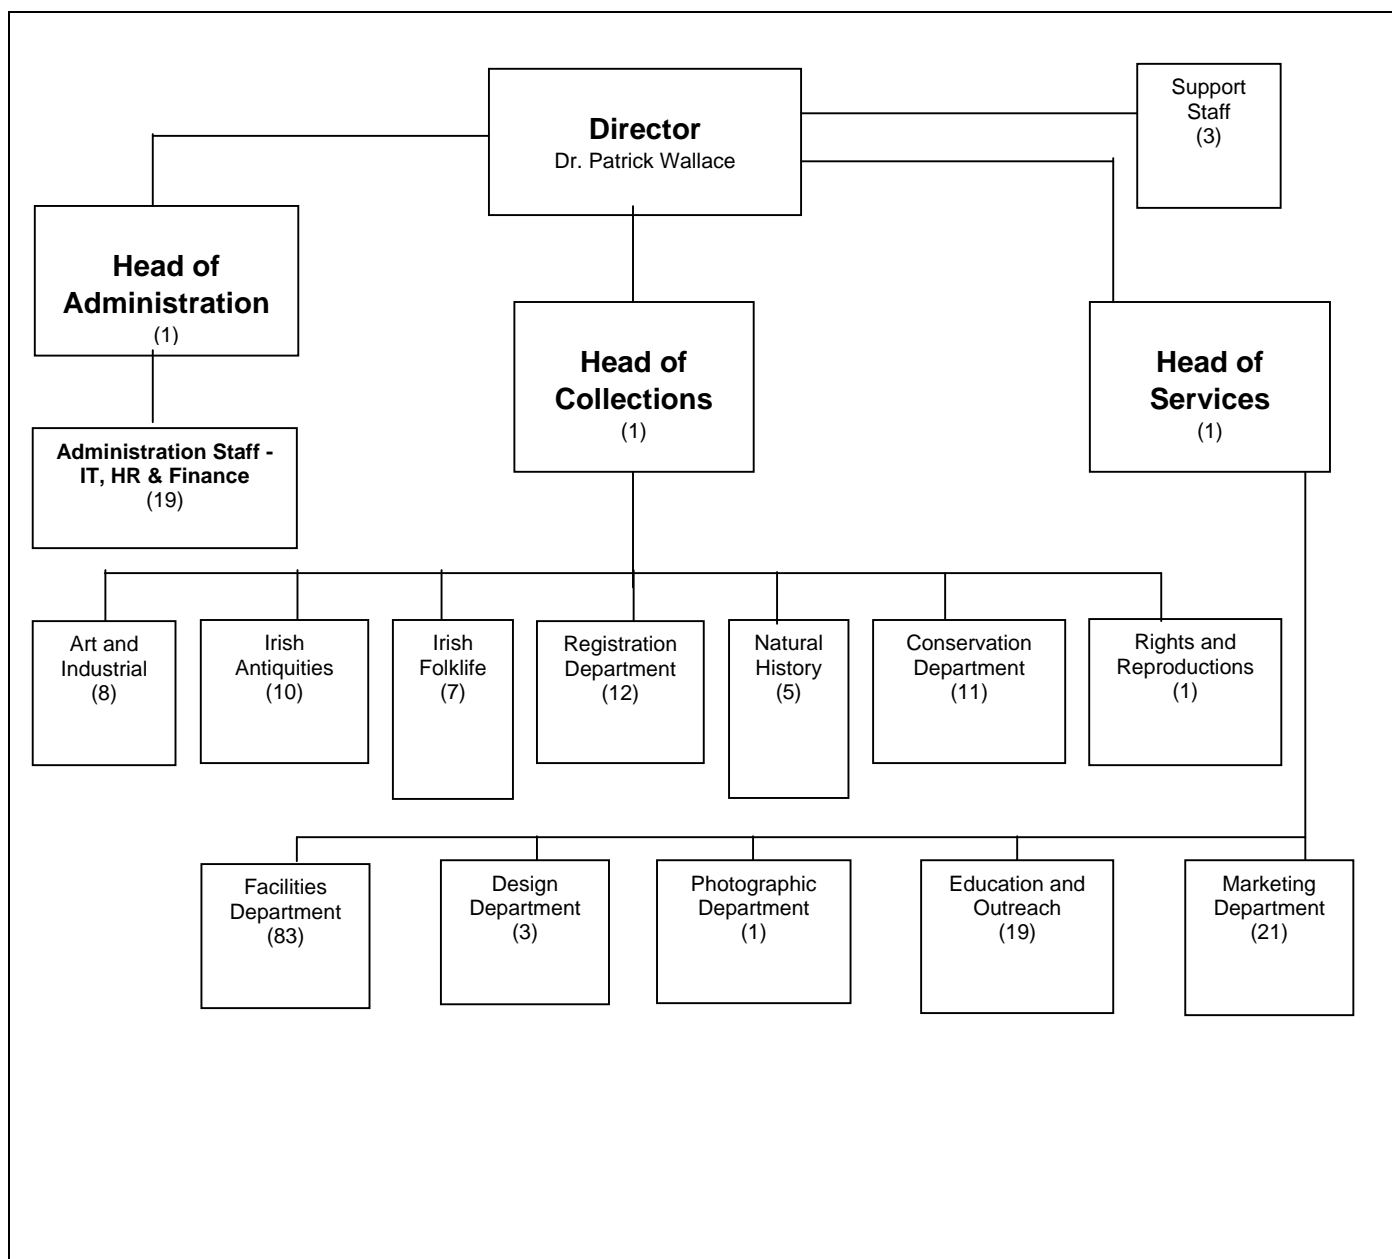 Director
Dr. Patrick Wallace
Support
Staff
(3)
Head of
Administration
(1)
Head of
Collections
(1)
Head of
Services
(1)
Administration Staff -
IT, HR & Finance
(19)
Art and
Industrial
(8)
Irish
Antiquities
(10)
Irish
Folklife
(7)
Registration
Department
(12)
Natural
History
(5)
Conservation
Department
(11)
Rights and
Reproductions
(1)
Facilities
Department
(83)
Design
Department
(3)
Photographic
Department
(1)
Education and
Outreach
(19)
Marketing
Department
(21)